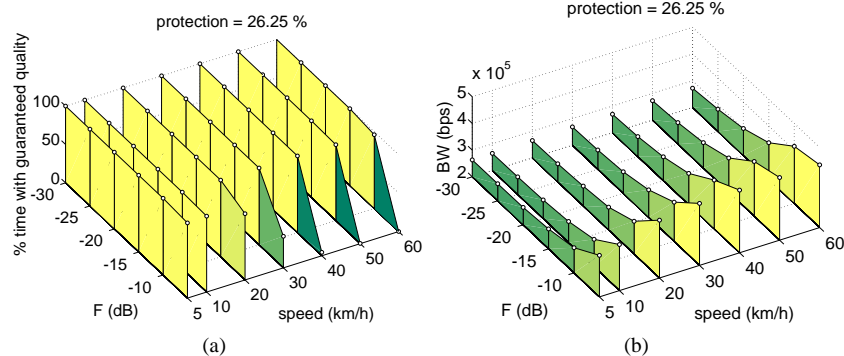 protection = 26.25 %
% time with guaranteed quality
100
50
0
-30
-25
-20
-15
-10
F (dB)
5
10
20
30
40
50
60
speed (km/h)
(a)
protection = 26.25 %
x 10^5
BW (bps)
5
4
3
2
-30
-25
-20
-15
-10
F (dB)
5
10
20
30
40
50
60
speed (km/h)
(b)